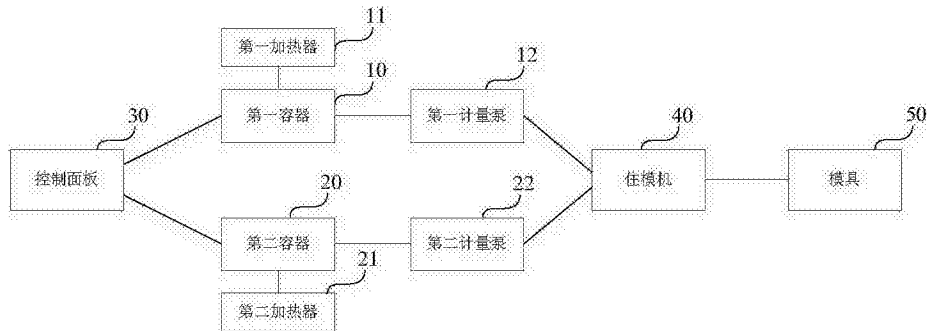 11
第一加热器
10
12
第一容器
第一计量泵
30
40
50
控制面板
住模机
模具
20
22
第二容器
第二计量泵
21
第二加热器